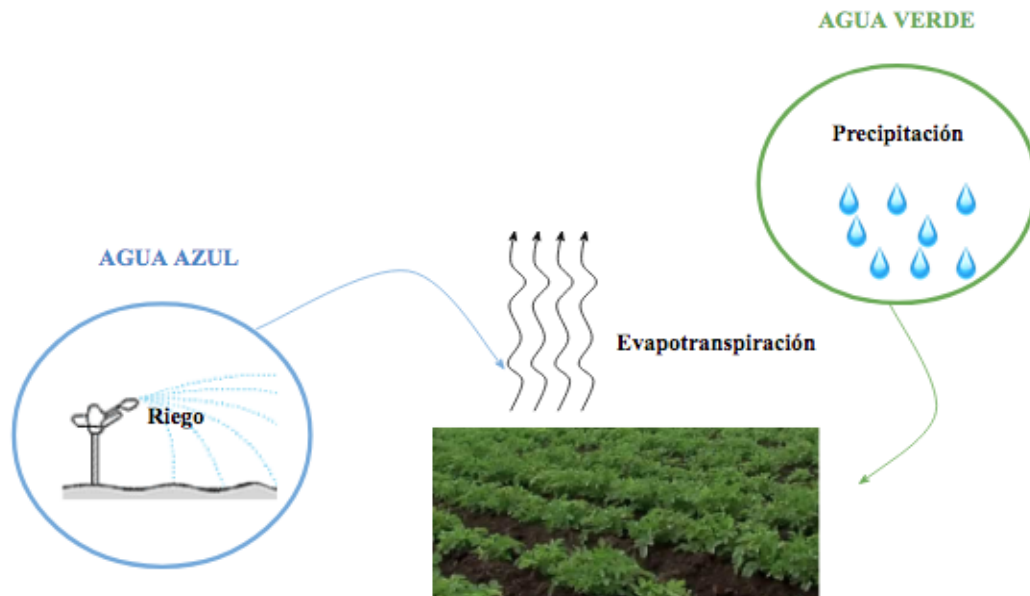 AGUA VERDE
Precipitación
AGUA AZUL
Evapotranspiración
Riego